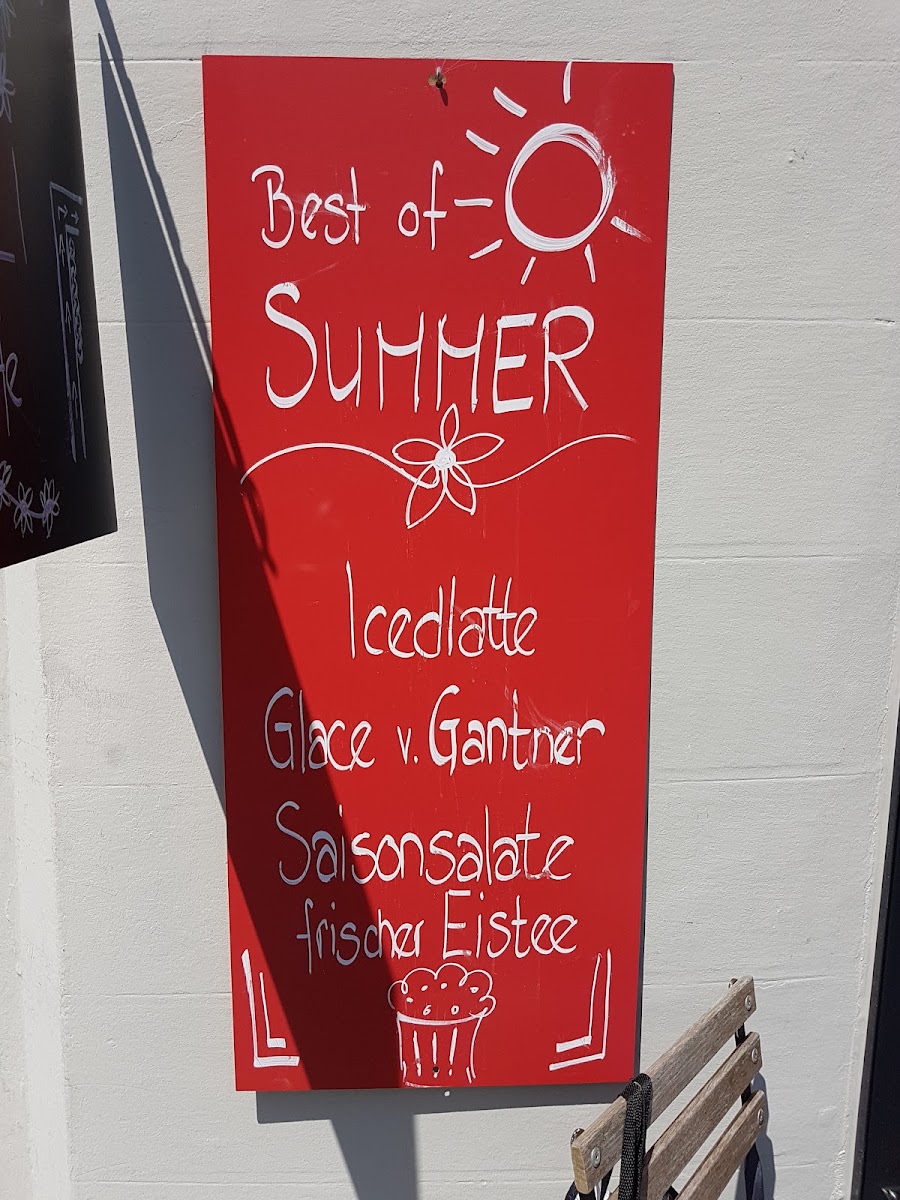 Best of
SUMMER
Icedlatte
Glace v. Gantner
Saisonsalate
frischer Eistee